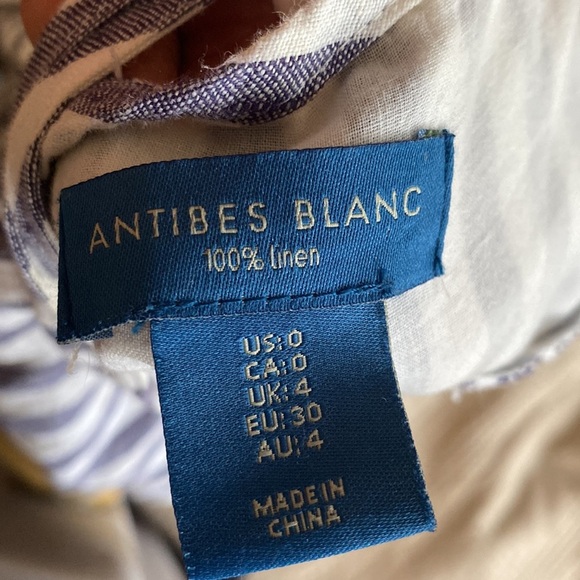 ANTIBES BLANC
100% linen
US: 0
CA: 0
UK: 4
EU: 30
AU: 4
MADE IN
CHINA